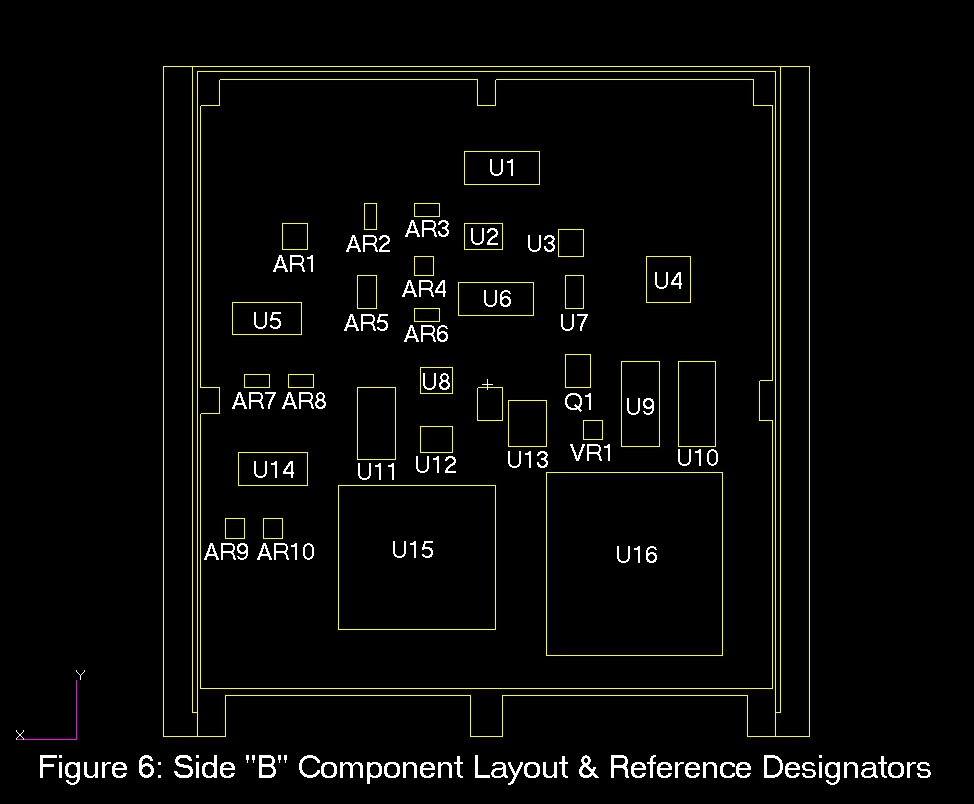 U1
AR3
AR2
U2
U3
AR1
U4
AR4
U6
U5
AR5
U7
AR6
U8
AR7
AR8
Q1
U9
VR1
U10
U13
U12
U11
U14
AR9
AR10
U15
U16
Y
X
Figure 6: Side "B" Component Layout & Reference Designators